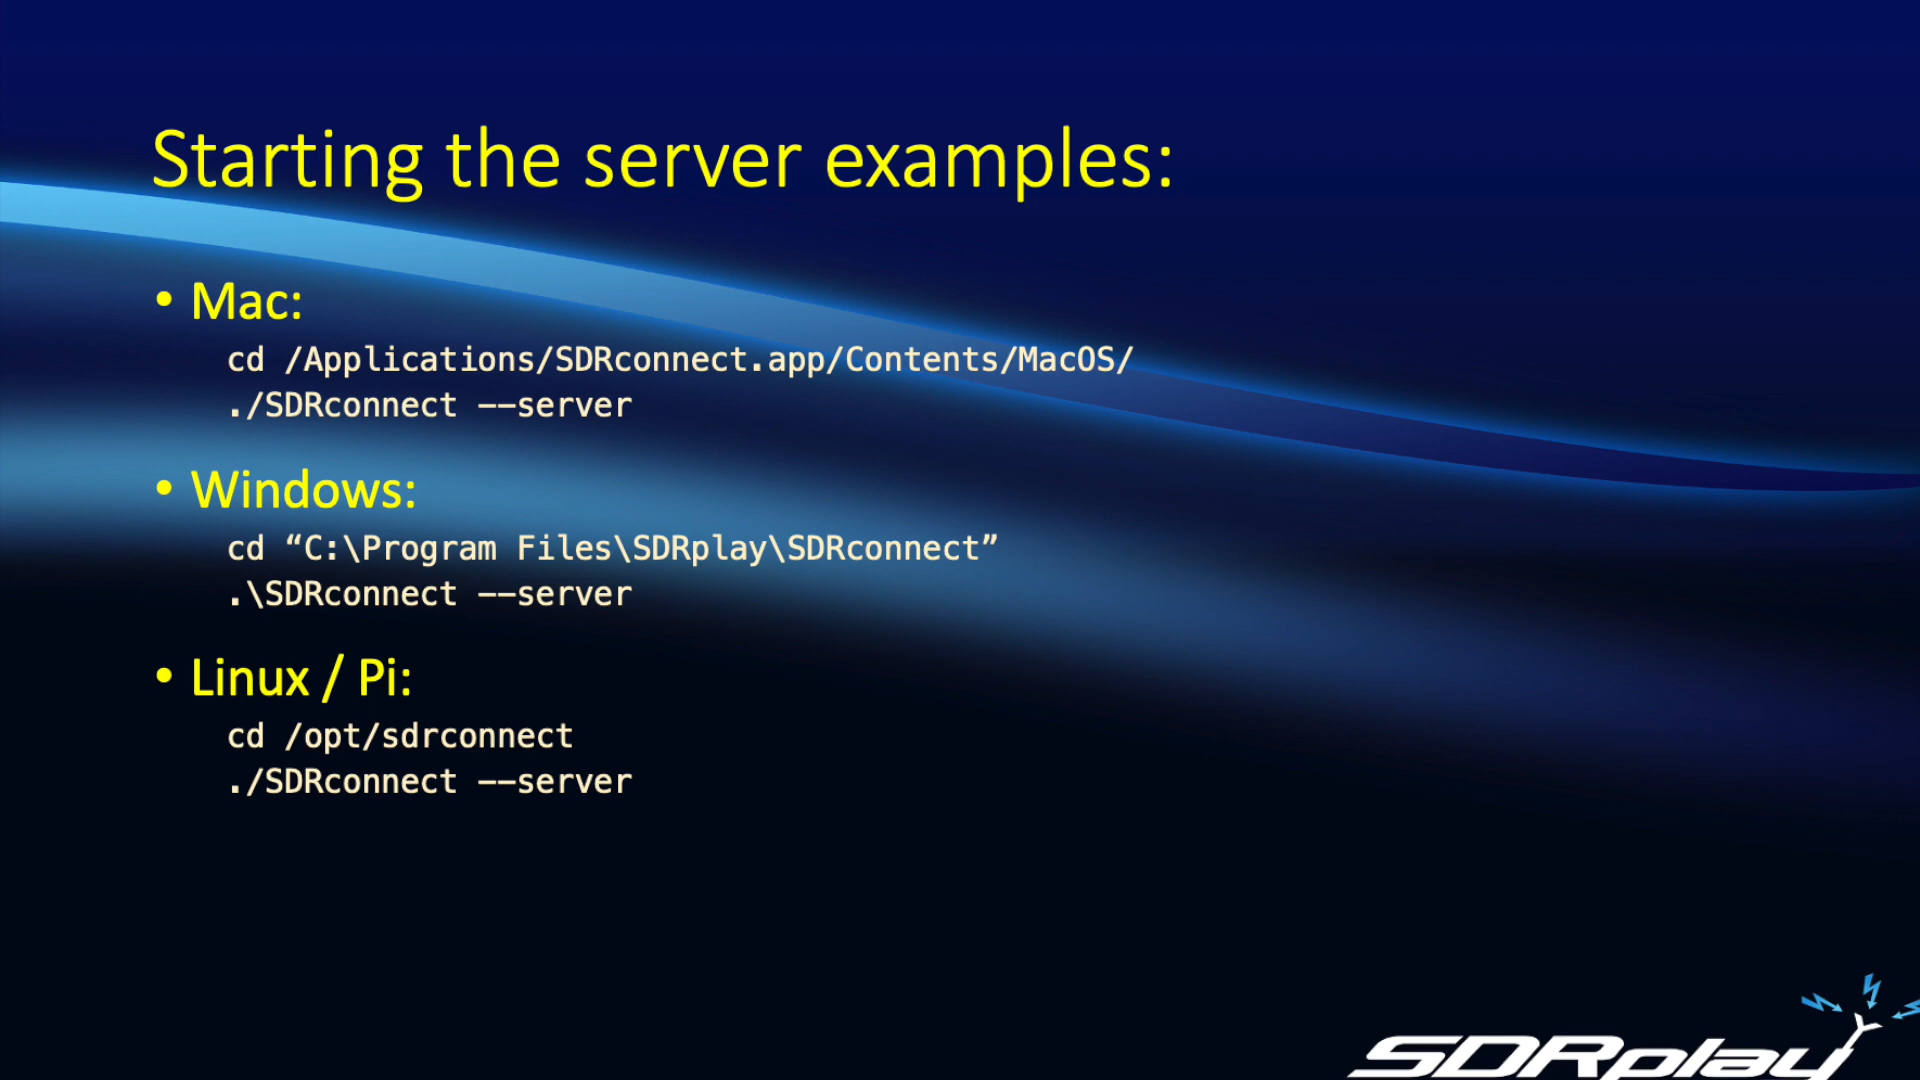 Starting the server examples:
• Mac:
cd /Applications/SDRconnect.app/Contents/MacOS/
./SDRconnect --server
• Windows:
cd “C:\Program Files\SDRplay\SDRconnect”
.\SDRconnect --server
• Linux / Pi:
cd /opt/sdrconnect
./SDRconnect --server
SDRplay